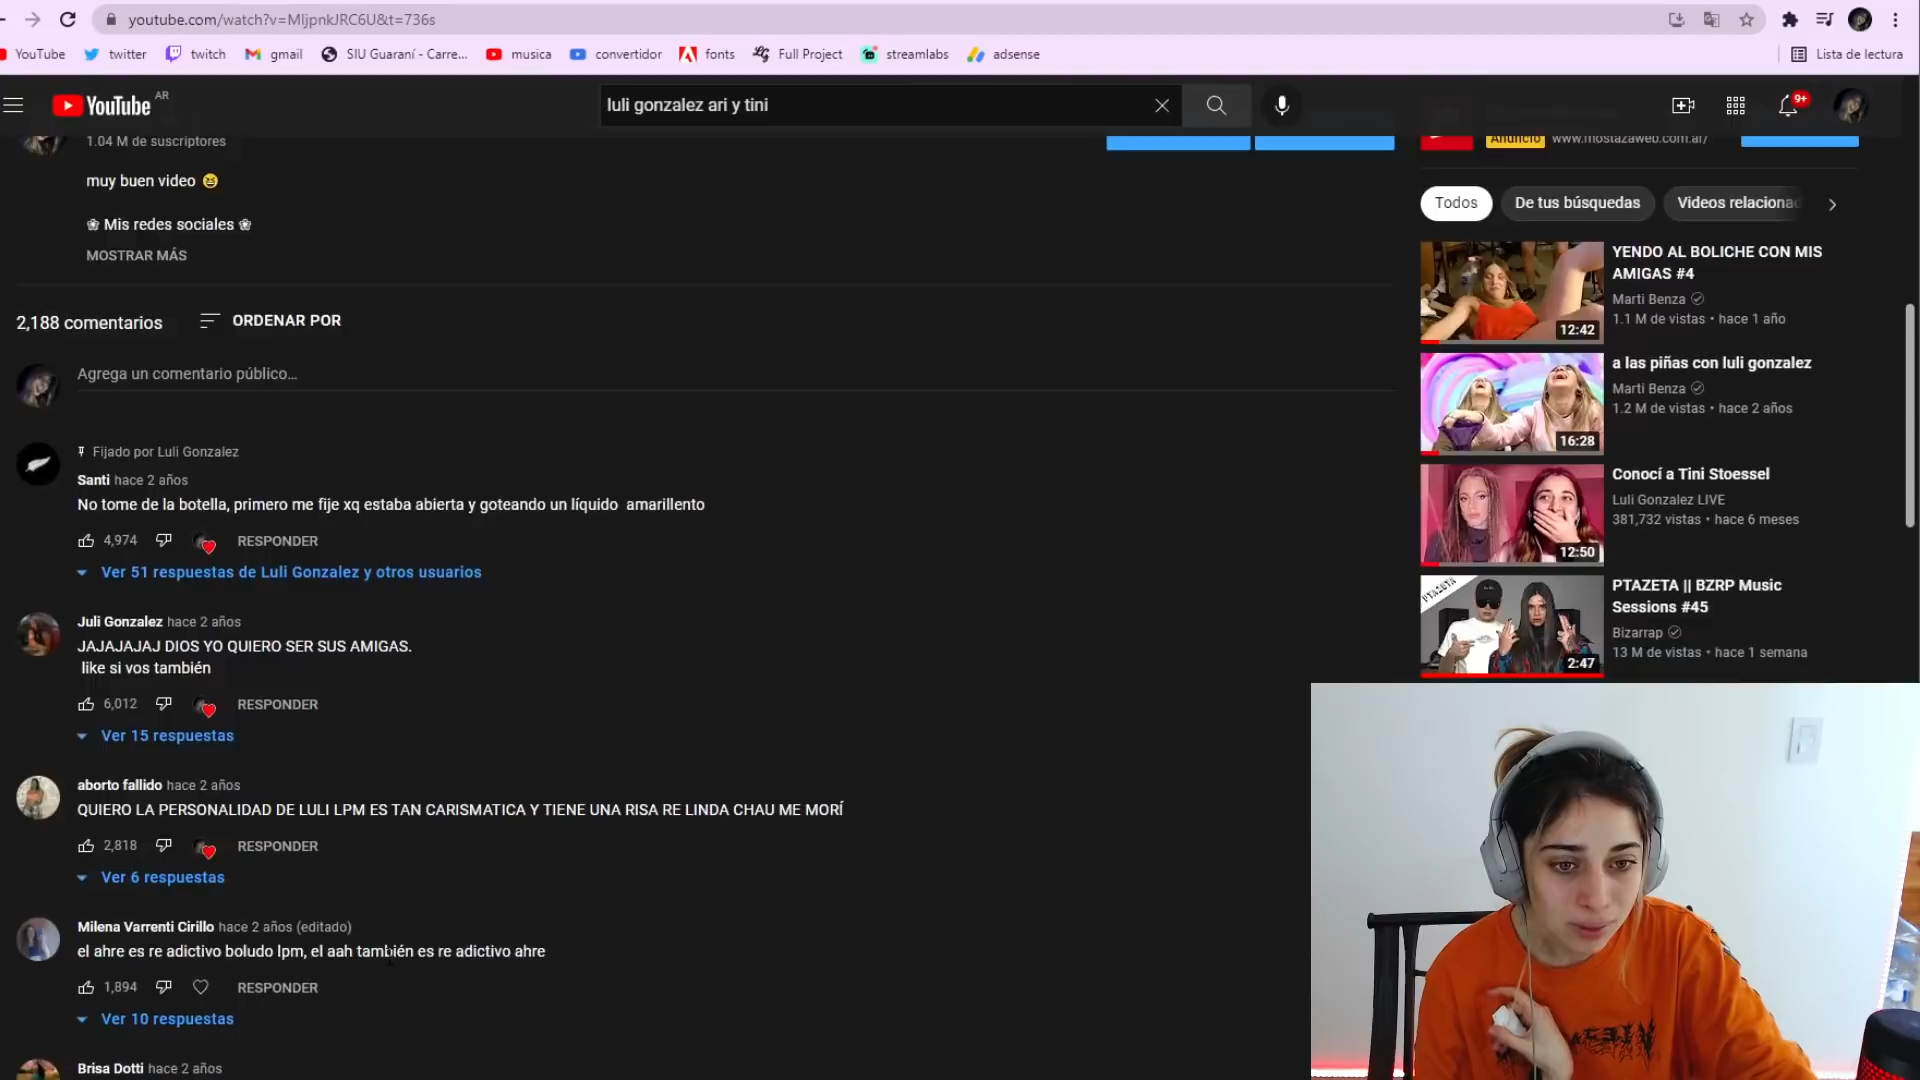 youtube.com/watch?v=MIjpnkJRC6U&t=736s
YouTube
twitter
twitch
gmail
SIU Guaraní - Carre...
musica
convertidor
fonts
Full Project
streamlabs
adsense
Lista de lectura
YouTube AR
luli gonzalez ari y tini
9+
1.04 M de suscriptores
muy buen video 😆
❀ Mis redes sociales ❀
MOSTRAR MÁS
2,188 comentarios
ORDENAR POR
Agrega un comentario público...
Fijado por Luli Gonzalez
Santi hace 2 años
No tome de la botella, primero me fije xq estaba abierta y goteando un líquido amarillento
4,974
RESPONDER
Ver 51 respuestas de Luli Gonzalez y otros usuarios
Juli Gonzalez hace 2 años
JAJAJAJAJ DIOS YO QUIERO SER SUS AMIGAS.
like si vos también
6,012
RESPONDER
Ver 15 respuestas
aborto fallido hace 2 años
QUIERO LA PERSONALIDAD DE LULI LPM ES TAN CARISMATICA Y TIENE UNA RISA RE LINDA CHAU ME MORÍ
2,818
RESPONDER
Ver 6 respuestas
Milena Varrenti Cirillo hace 2 años (editado)
el ahre es re adictivo boludo lpm, el aah también es re adictivo ahre
1,894
RESPONDER
Ver 10 respuestas
Brisa Dotti hace 2 años
Anuncio www.mostazaweb.com.ar/
Todos
De tus búsquedas
Videos relacionad
YENDO AL BOLICHE CON MIS
AMIGAS #4
Marti Benza
1.1 M de vistas • hace 1 año
12:42
a las piñas con luli gonzalez
Marti Benza
1.2 M de vistas • hace 2 años
16:28
Conocí a Tini Stoessel
Luli Gonzalez LIVE
381,732 vistas • hace 6 meses
12:50
PTAZETA
PTAZETA || BZRP Music
Sessions #45
Bizarrap
13 M de vistas • hace 1 semana
2:47